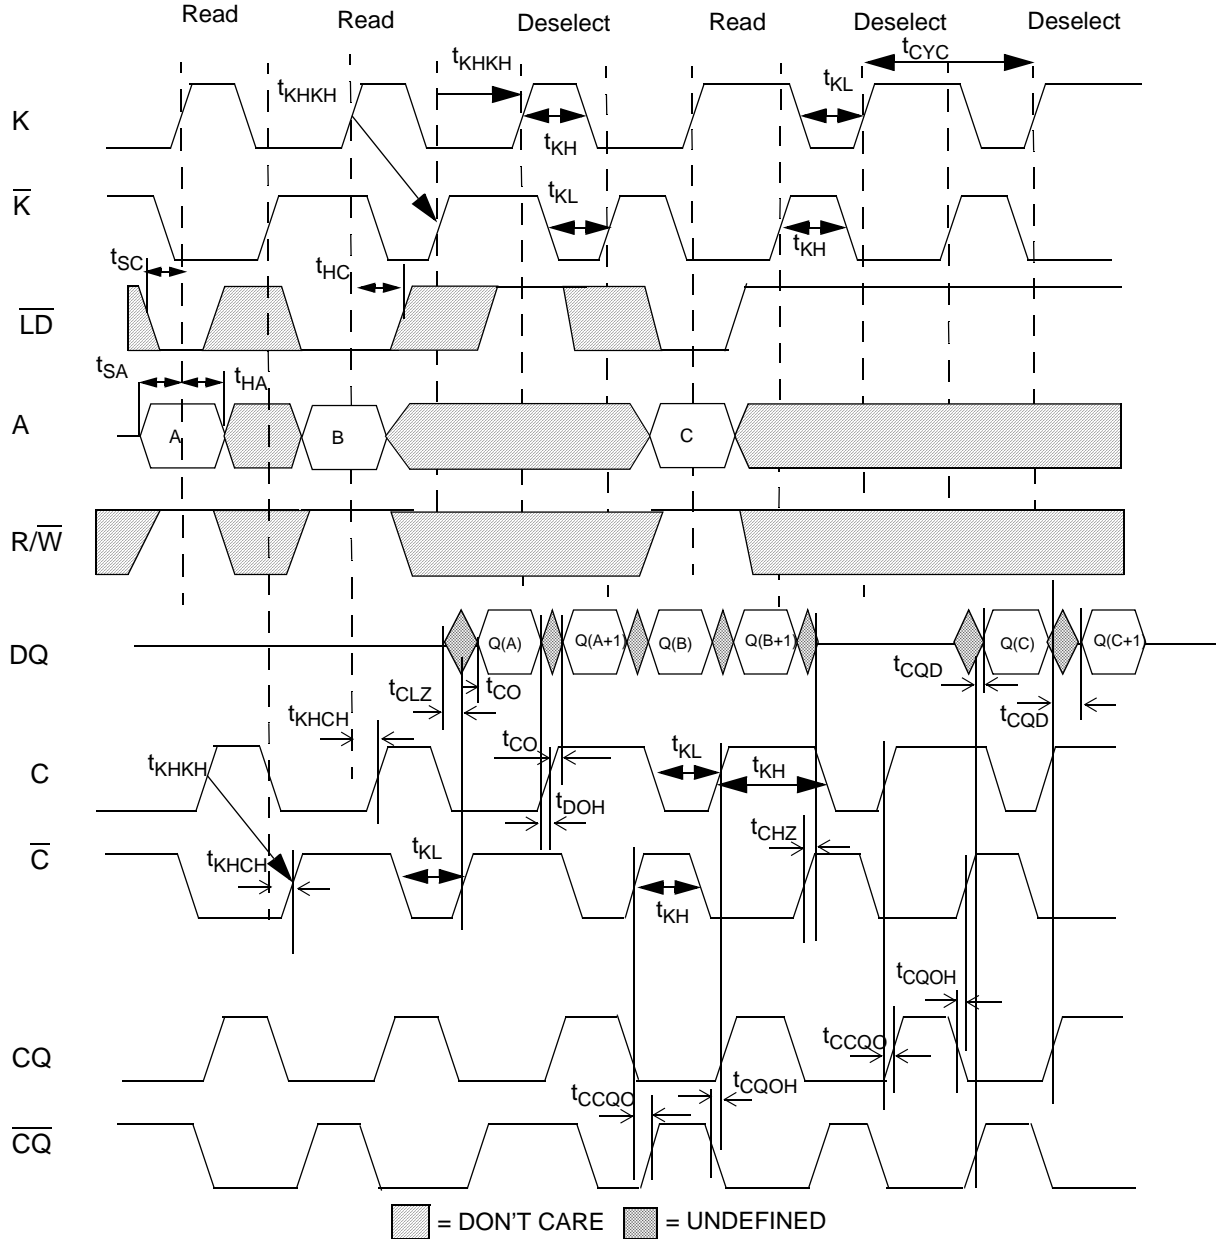 Read Read Deselect Read Deselect Deselect
tKHKH tCYC
tKHKH tKL
K
tKH
K̅ tKL
tKH
tSC tHC
L̅D̅
tSA tHA
A A B C
R/W̅
DQ Q(A) Q(A+1) Q(B) Q(B+1) Q(C) Q(C+1
tCLZ tCO tCQD
tKHCH tCQD
tKHKH tCO tKL
C tKH
tDOH
C̅ tKHCH tKL tCHZ
tKH
tCQOH
CQ tCCQO
tCCQO tCQOH
C̅Q̅
= DON'T CARE = UNDEFINED